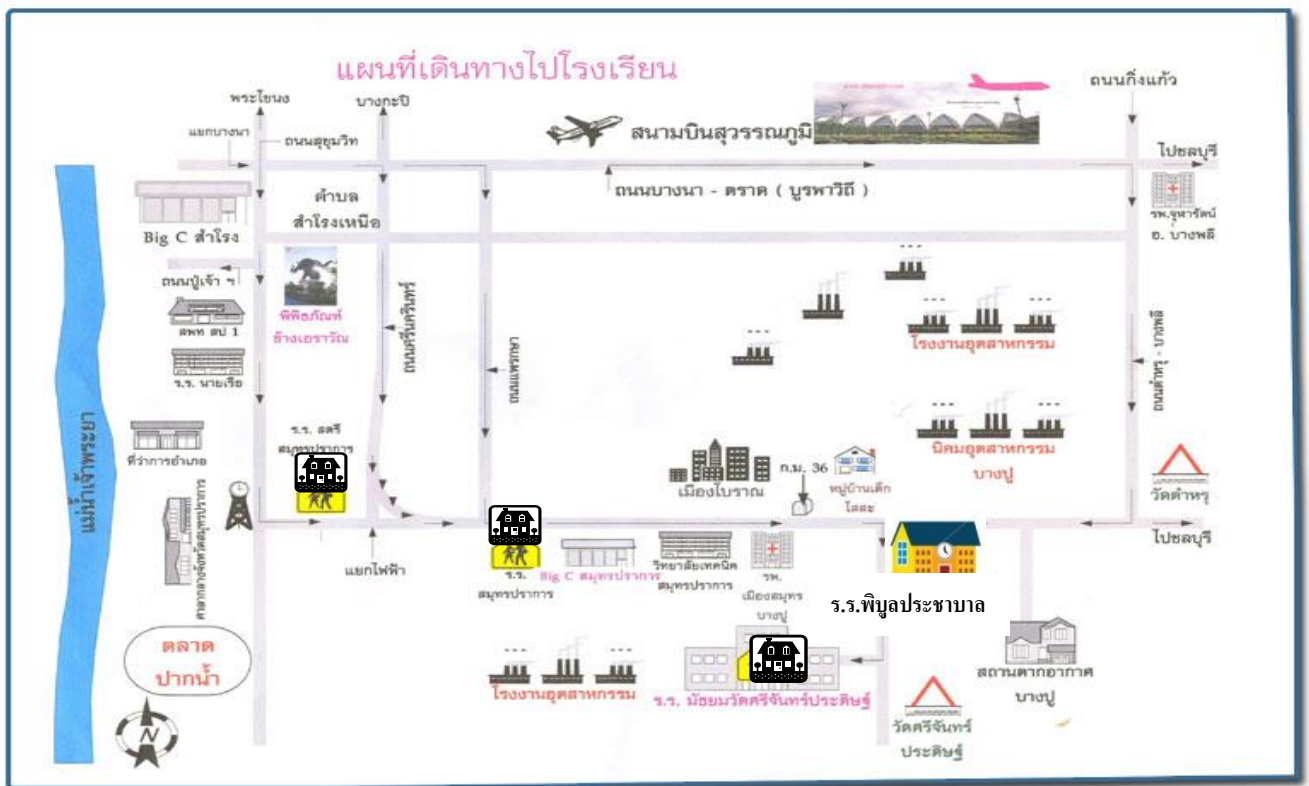 แผนที่เดินทางไปโรงเรียน
พระโขนง
บางกะปิ
ถนนกิ่งแก้ว
แยกบางนา
ถนนสุขุมวิท
สนามบินสุวรรณภูมิ
ไปชลบุรี
ถนนบางนา - ตราด ( บูรพาวิถี )
ตำบล
สำโรงเหนือ
Big C สำโรง
รพ.จุฬารัตน์
อ. บางพลี
ถนนปู่เจ้า ฯ
พิพิธภัณฑ์
ช้างเอราวัณ
สพท สป 1
ร.ร. นายเรือ
ถนนศรีนครินทร์
ถนนแพรกษา
ถนนตำหรุ - บางพลี
โรงงานอุตสาหกรรม
แม่น้ำเจ้าพระยา
ที่ว่าการอำเภอ
ร.ร. สตรี
สมุทรปราการ
นิคมอุตสาหกรรม
บางปู
เมืองโบราณ
ก.ม. 36
หมู่บ้านเด็ก
โสสะ
วัดตำหรุ
ศาลากลางจังหวัดสมุทรปราการ
แยกไฟฟ้า
ร.ร.
สมุทรปราการ
Big C สมุทรปราการ
วิทยาลัยเทคนิค
สมุทรปราการ
รพ.
เมืองสมุทร
บางปู
ร.ร.พิบูลประชาบาล
ไปชลบุรี
ตลาด
ปากน้ำ
โรงงานอุตสาหกรรม
ร.ร. มัธยมวัดศรีจันทร์ประดิษฐ์
สถานตากอากาศ
บางปู
วัดศรีจันทร์
ประดิษฐ์
N